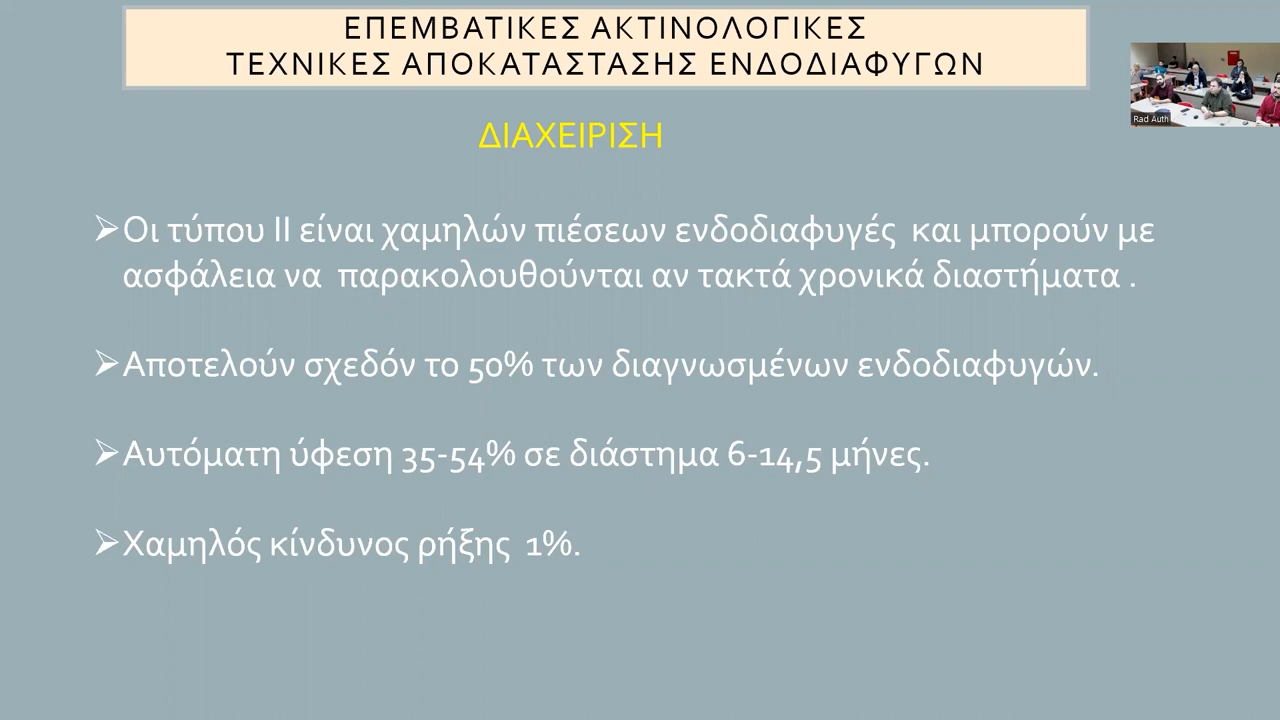 ΕΠΕΜΒΑΤΙΚΕΣ ΑΚΤΙΝΟΛΟΓΙΚΕΣ
ΤΕΧΝΙΚΕΣ ΑΠΟΚΑΤΑΣΤΑΣΗΣ ΕΝΔΟΔΙΑΦΥΓΩΝ
Rad Auth
ΔΙΑΧΕΙΡΙΣΗ
➢Οι τύπου ΙΙ είναι χαμηλών πιέσεων ενδοδιαφυγές και μπορούν με
ασφάλεια να παρακολουθούνται αν τακτά χρονικά διαστήματα .
➢Αποτελούν σχεδόν το 50% των διαγνωσμένων ενδοδιαφυγών.
➢Αυτόματη ύφεση 35-54% σε διάστημα 6-14,5 μήνες.
➢Χαμηλός κίνδυνος ρήξης 1%.